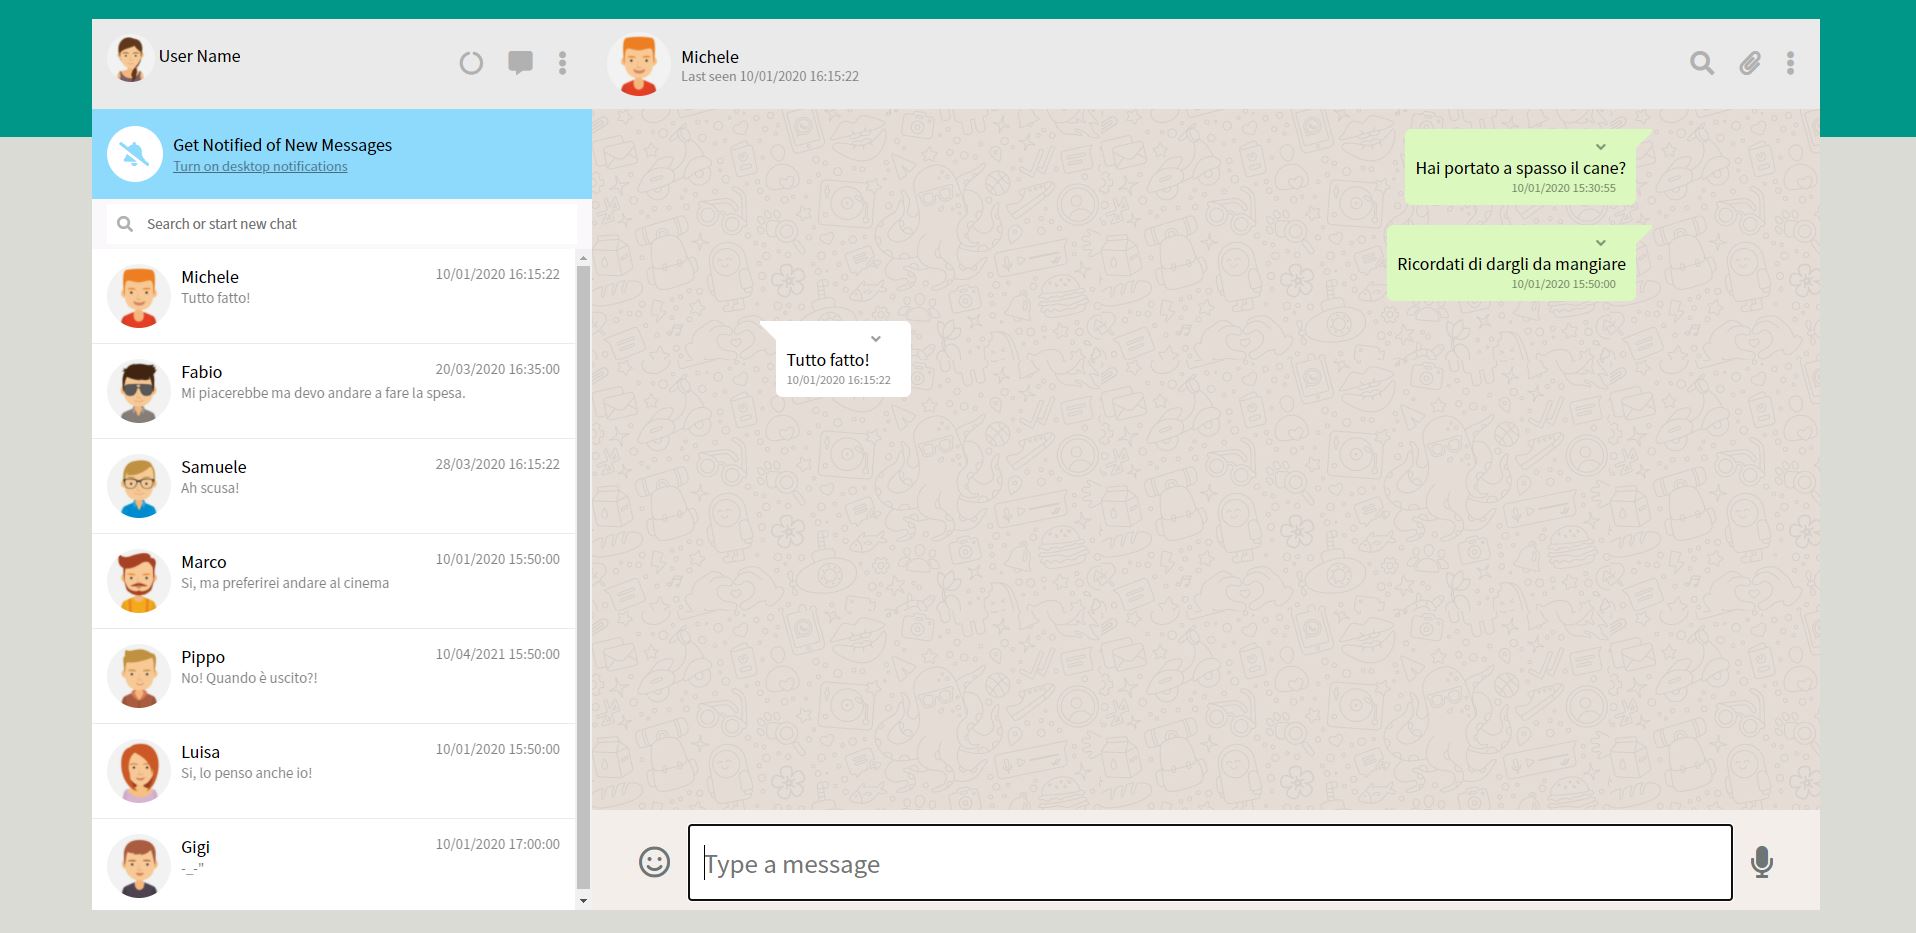 User Name
Michele
Last seen 10/01/2020 16:15:22
Get Notified of New Messages
Turn on desktop notifications
Search or start new chat
Michele
10/01/2020 16:15:22
Tutto fatto!
Fabio
20/03/2020 16:35:00
Mi piacerebbe ma devo andare a fare la spesa.
Samuele
28/03/2020 16:15:22
Ah scusa!
Marco
10/01/2020 15:50:00
Si, ma preferirei andare al cinema
Pippo
10/04/2021 15:50:00
No! Quando è uscito?!
Luisa
10/01/2020 15:50:00
Si, lo penso anche io!
Gigi
10/01/2020 17:00:00
-_-"
Hai portato a spasso il cane?
10/01/2020 15:30:55
Ricordati di dargli da mangiare
10/01/2020 15:50:00
Tutto fatto!
10/01/2020 16:15:22
Type a message